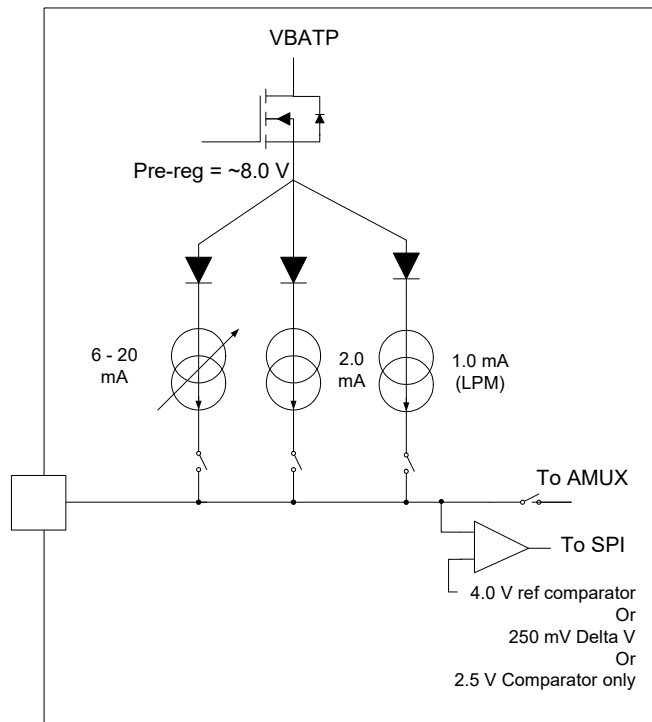 VBATP
Pre-reg = ~8.0 V
6 - 20
mA
2.0
mA
1.0 mA
(LPM)
To AMUX
To SPI
4.0 V ref comparator
Or
250 mV Delta V
Or
2.5 V Comparator only